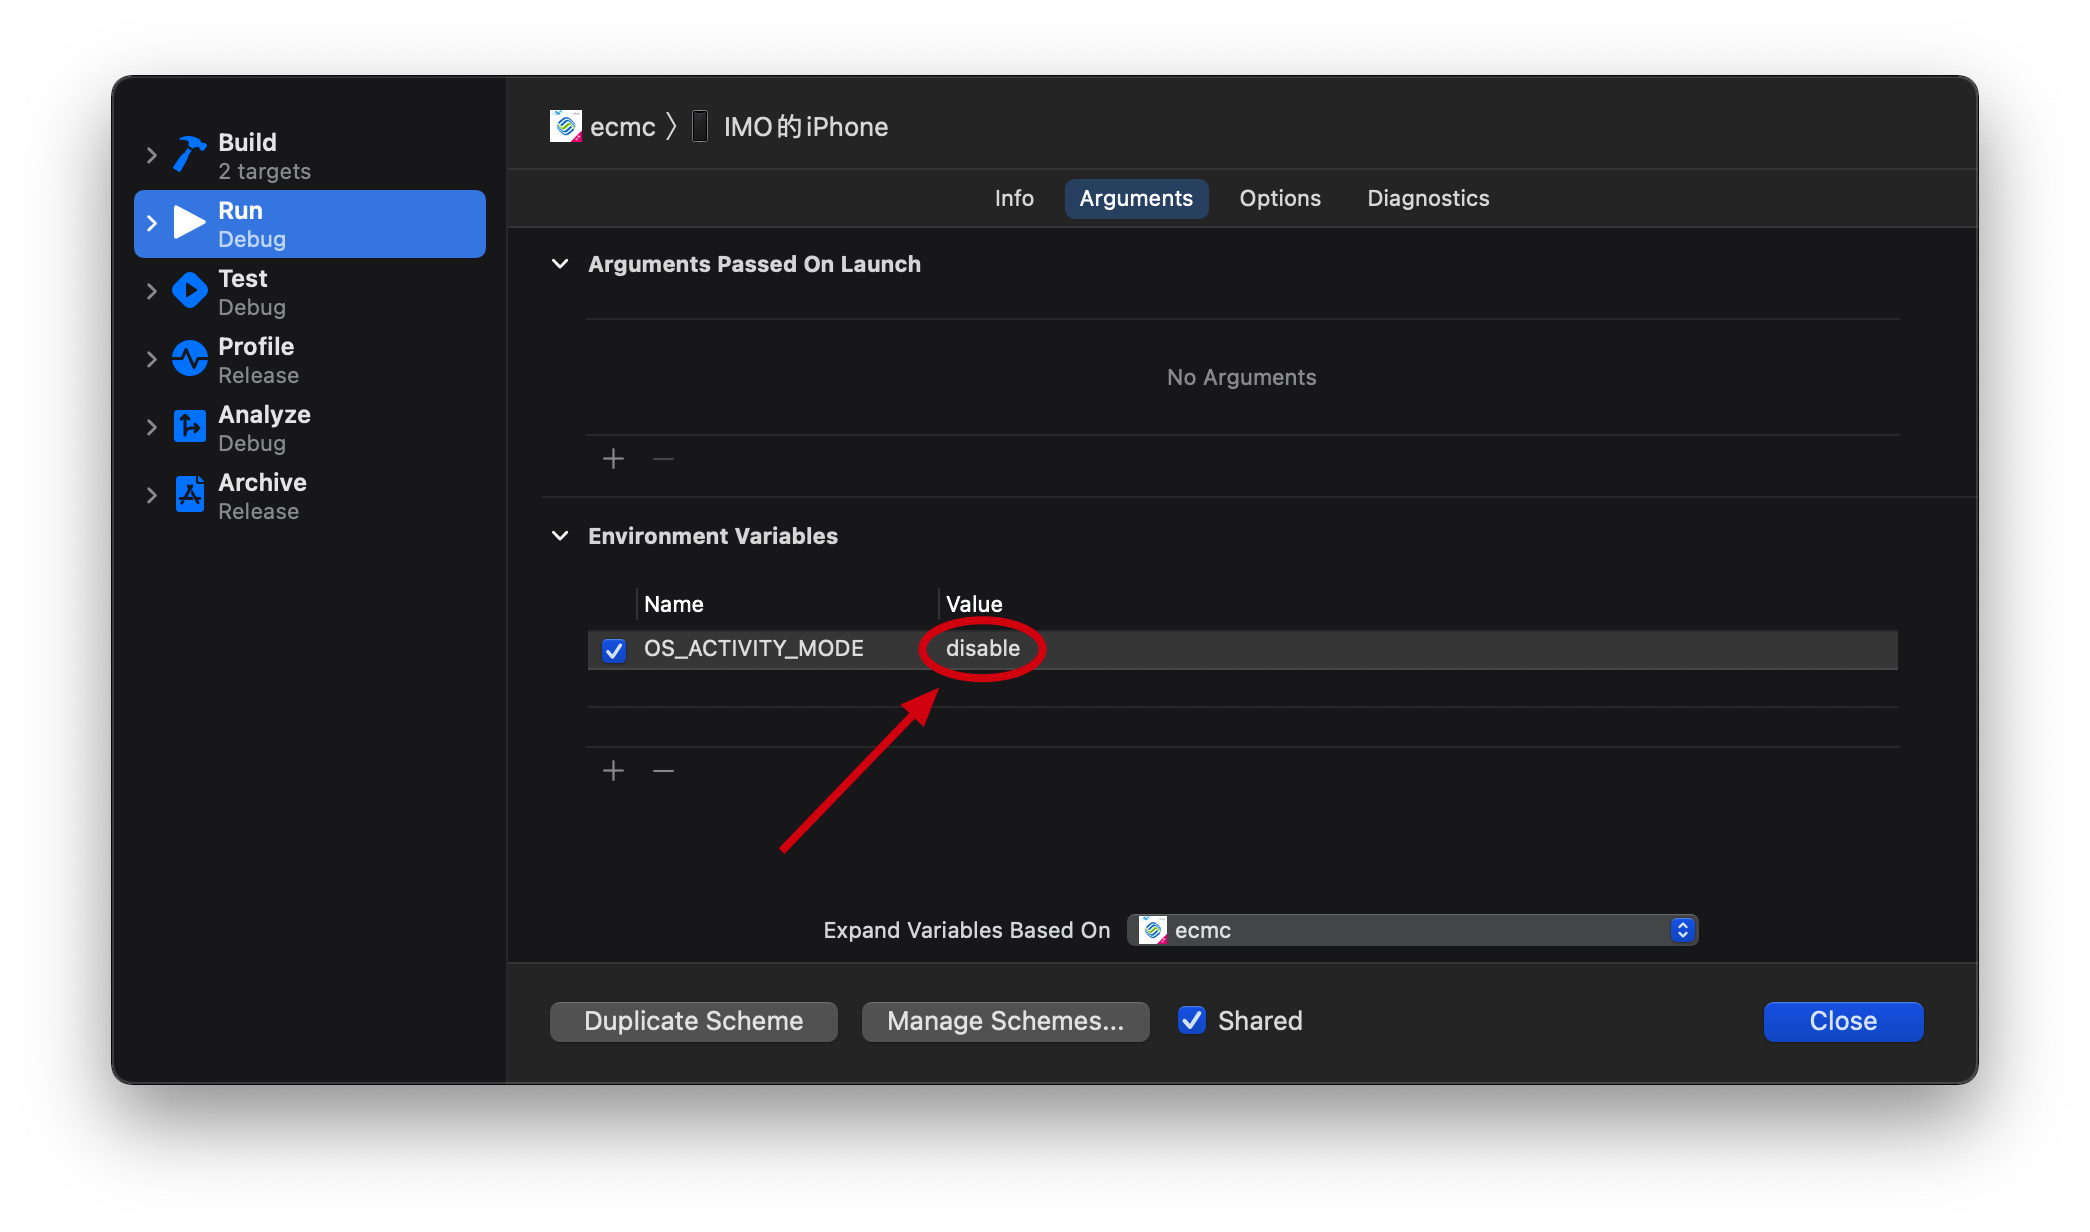 Build
2 targets
Run
Debug
Test
Debug
Profile
Release
Analyze
Debug
Archive
Release
ecmc 〉 IMO的iPhone
Info Arguments Options Diagnostics
Arguments Passed On Launch
No Arguments
Environment Variables
Name Value
OS_ACTIVITY_MODE disable
Expand Variables Based On ecmc
Duplicate Scheme Manage Schemes... Shared Close